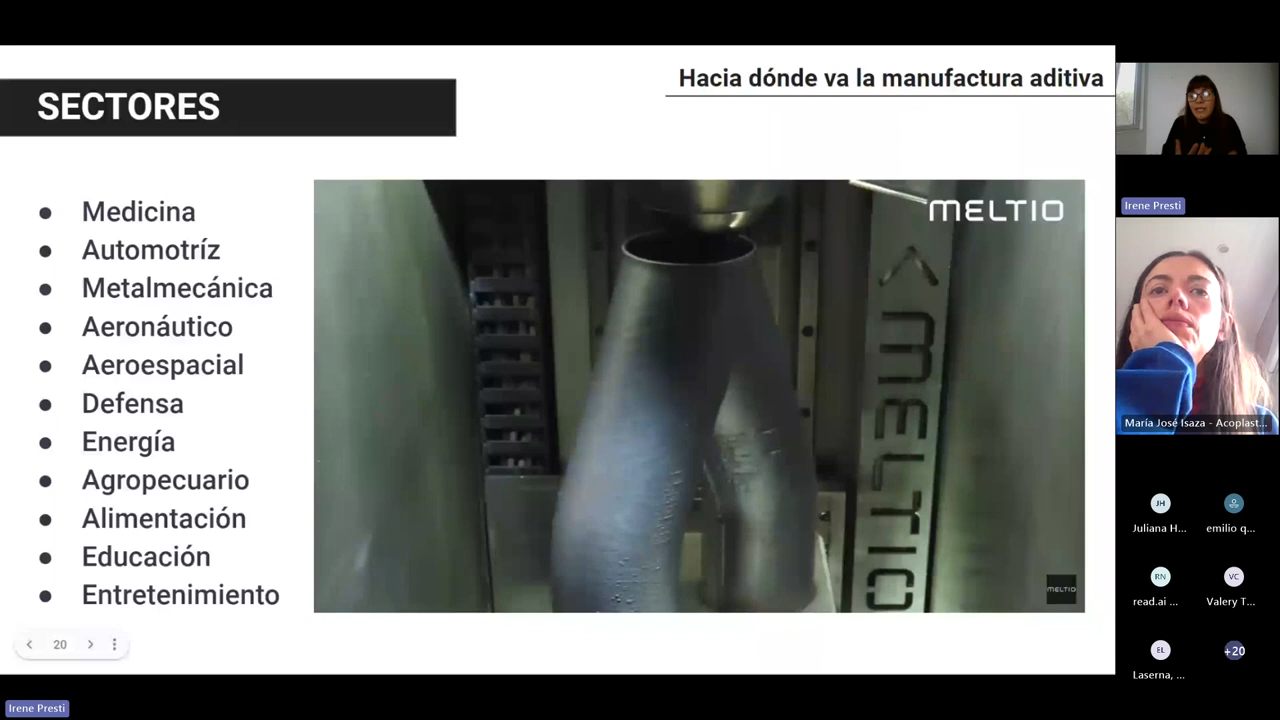 Hacia dónde va la manufactura aditiva
SECTORES
Medicina
Automotríz
Metalmecánica
Aeronáutico
Aeroespacial
Defensa
Energía
Agropecuario
Alimentación
Educación
Entretenimiento
MELTIO
MELTIO
MELTIO
20
Irene Presti
María José Isaza - Acoplast...
JH
Juliana H...
emilio q...
RN
read.ai ...
VC
Valery T...
EL
Laserna, ...
+20
Irene Presti